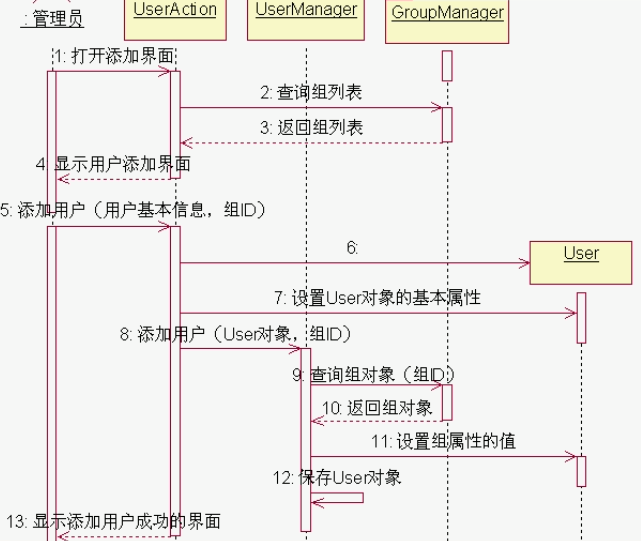 : 管理员
UserAction
UserManager
GroupManager
1: 打开添加界面
2: 查询组列表
3: 返回组列表
4: 显示用户添加界面
5: 添加用户（用户基本信息，组ID）
6:
User
7: 设置User对象的基本属性
8: 添加用户（User对象，组ID）
9: 查询组对象（组ID）
10: 返回组对象
11: 设置组属性的值
12: 保存User对象
13: 显示添加用户成功的界面